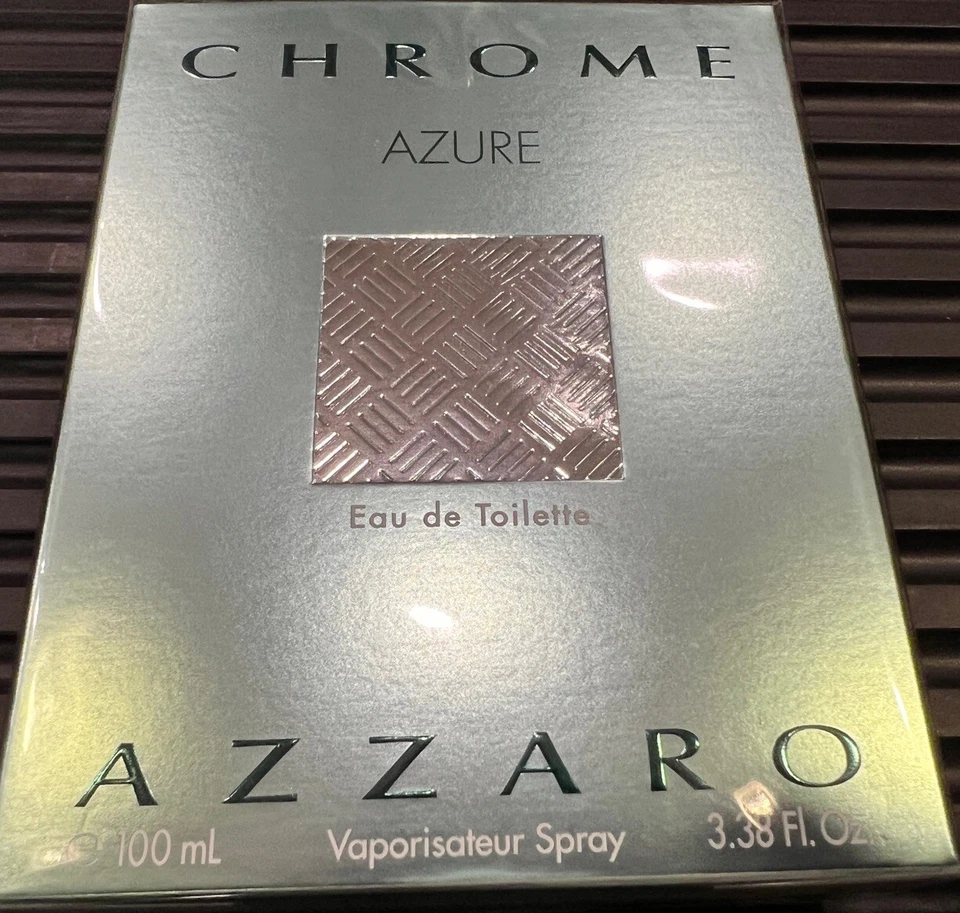 CHROME
AZURE
Eau de Toilette
AZZARO
℮ 100 mL Vaporisateur Spray 3.38 Fl. Oz.